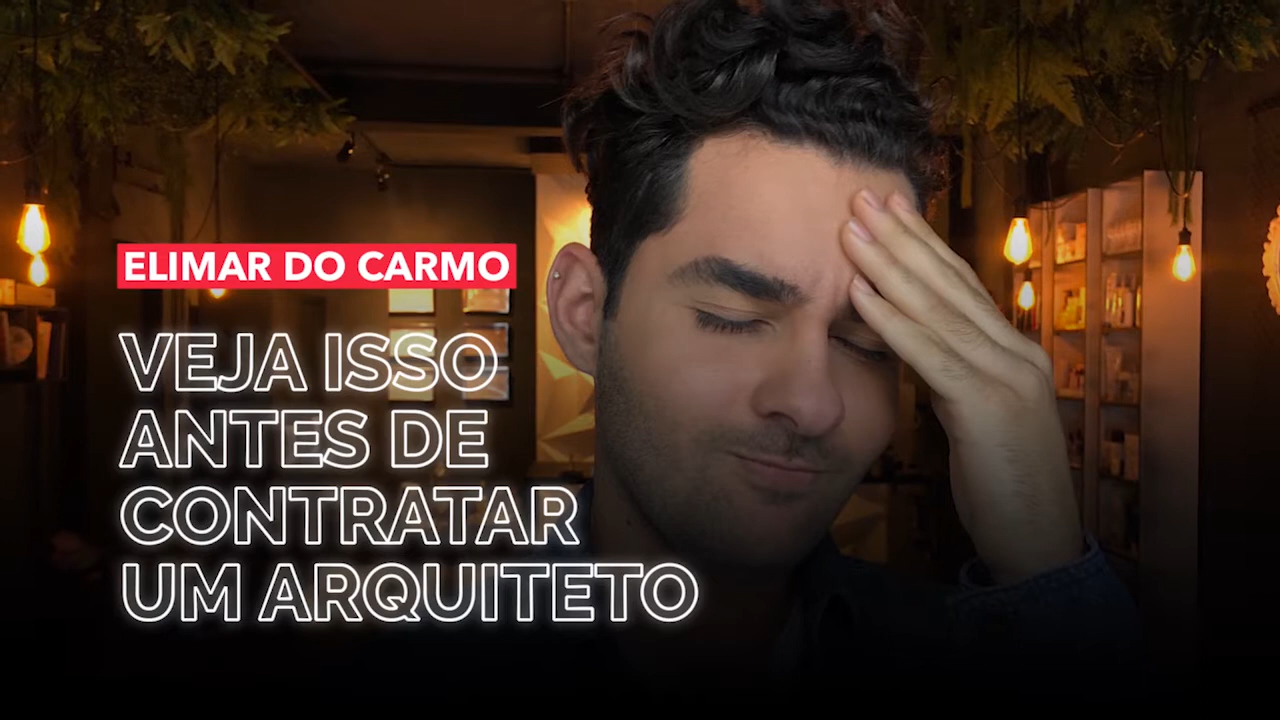 ELIMAR DO CARMO
VEJA ISSO
ANTES DE
CONTRATAR
UM ARQUITETO